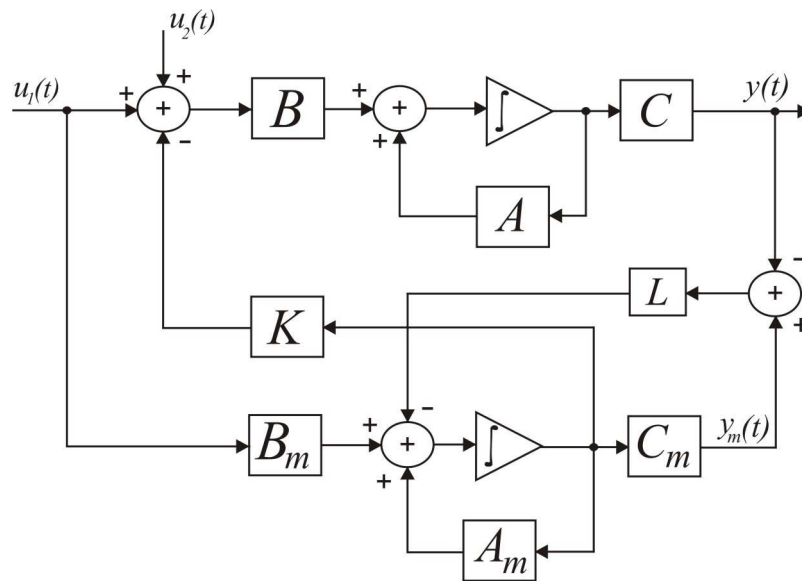 u₂(t)
u₁(t)
+
+
+
−
B
+
+
+
∫
C
y(t)
A
−
+
+
L
K
−
+
+
+
Bₘ
∫
Cₘ
yₘ(t)
Aₘ